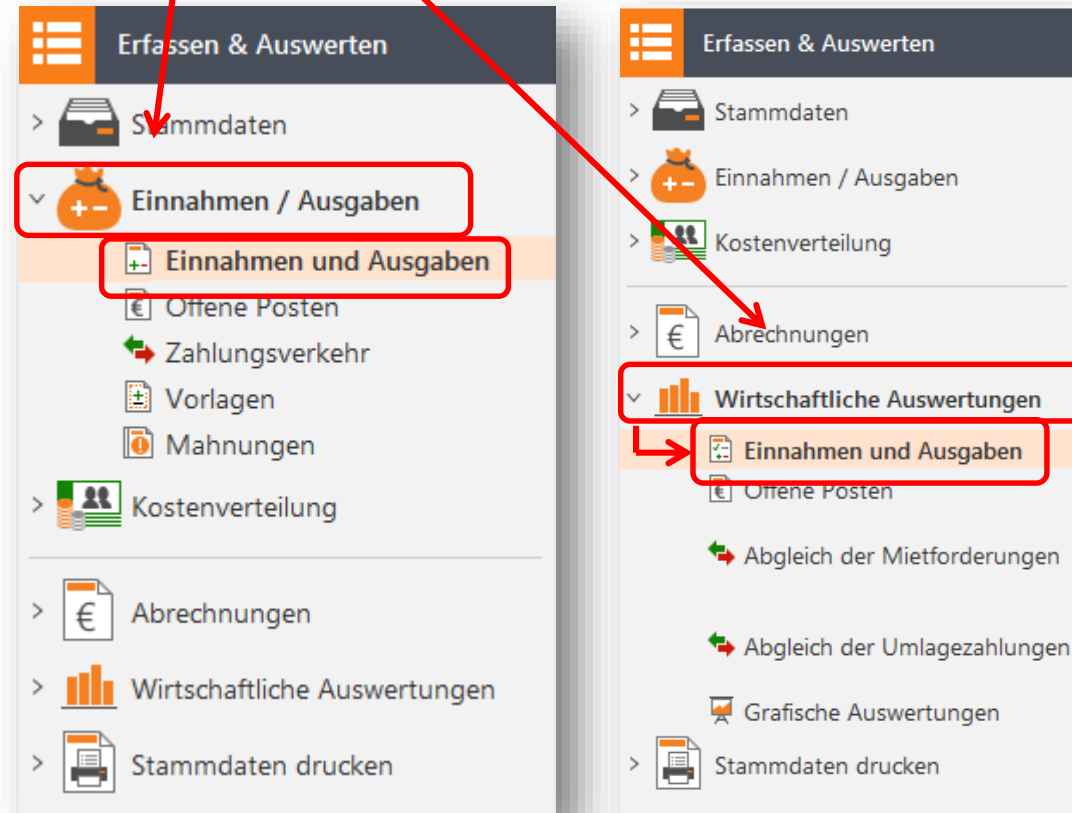 Erfassen & Auswerten
Stammdaten
Einnahmen / Ausgaben
Einnahmen und Ausgaben
Offene Posten
Zahlungsverkehr
Vorlagen
Mahnungen
Kostenverteilung
Abrechnungen
Wirtschaftliche Auswertungen
Stammdaten drucken
Erfassen & Auswerten
Stammdaten
Einnahmen / Ausgaben
Kostenverteilung
Abrechnungen
Wirtschaftliche Auswertungen
Einnahmen und Ausgaben
Offene Posten
Abgleich der Mietforderungen
Abgleich der Umlagezahlungen
Grafische Auswertungen
Stammdaten drucken